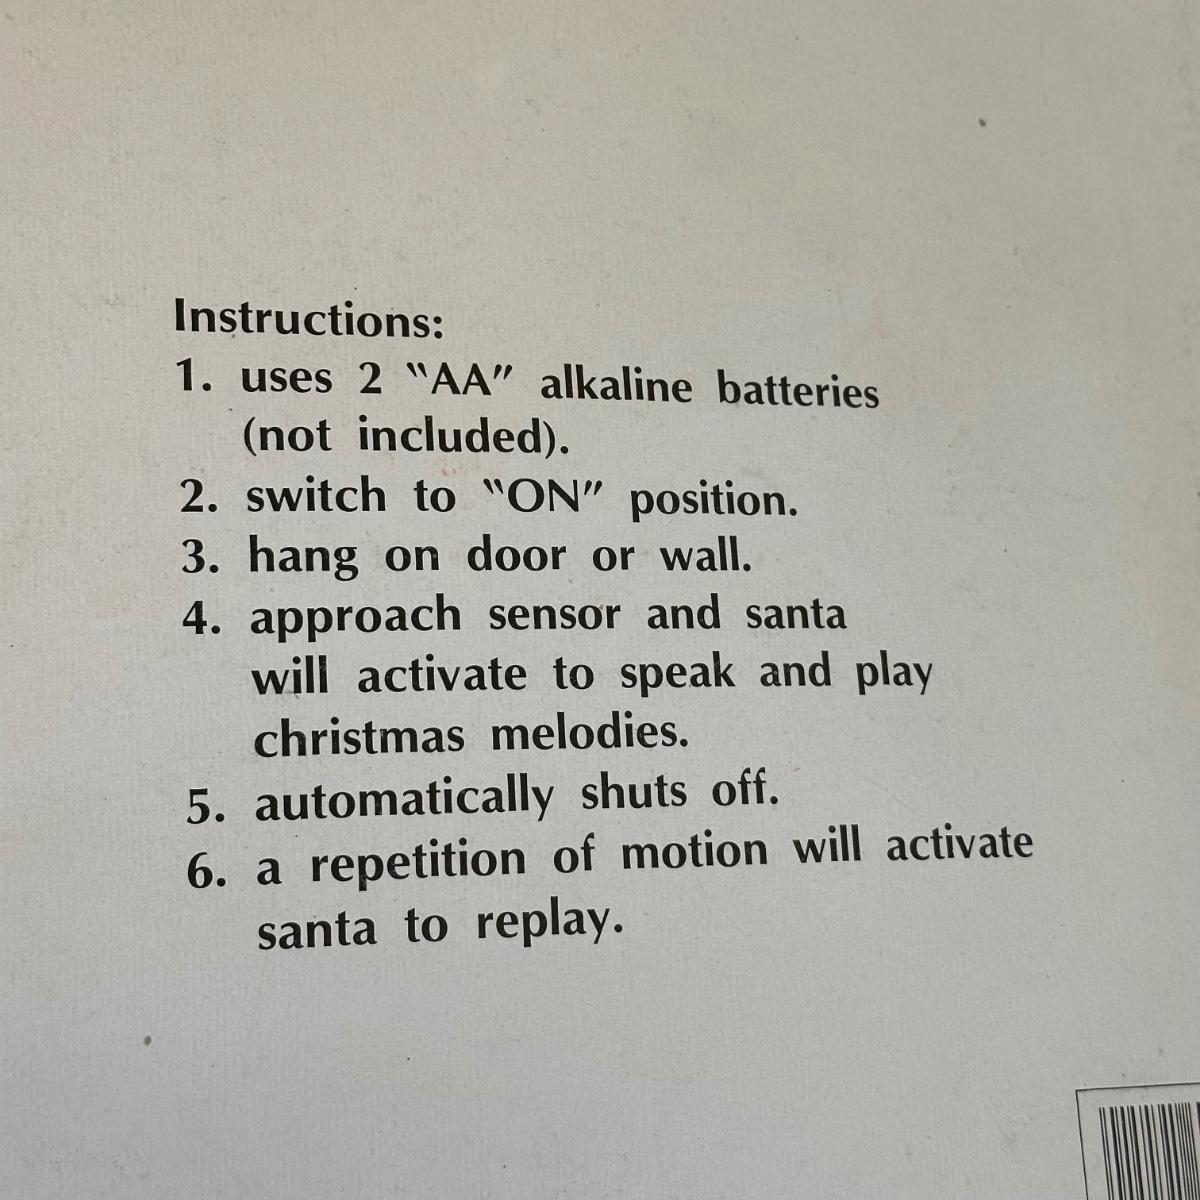 Instructions:
1. uses 2 "AA" alkaline batteries
(not included).
2. switch to "ON" position.
3. hang on door or wall.
4. approach sensor and santa
will activate to speak and play
christmas melodies.
5. automatically shuts off.
6. a repetition of motion will activate
santa to replay.